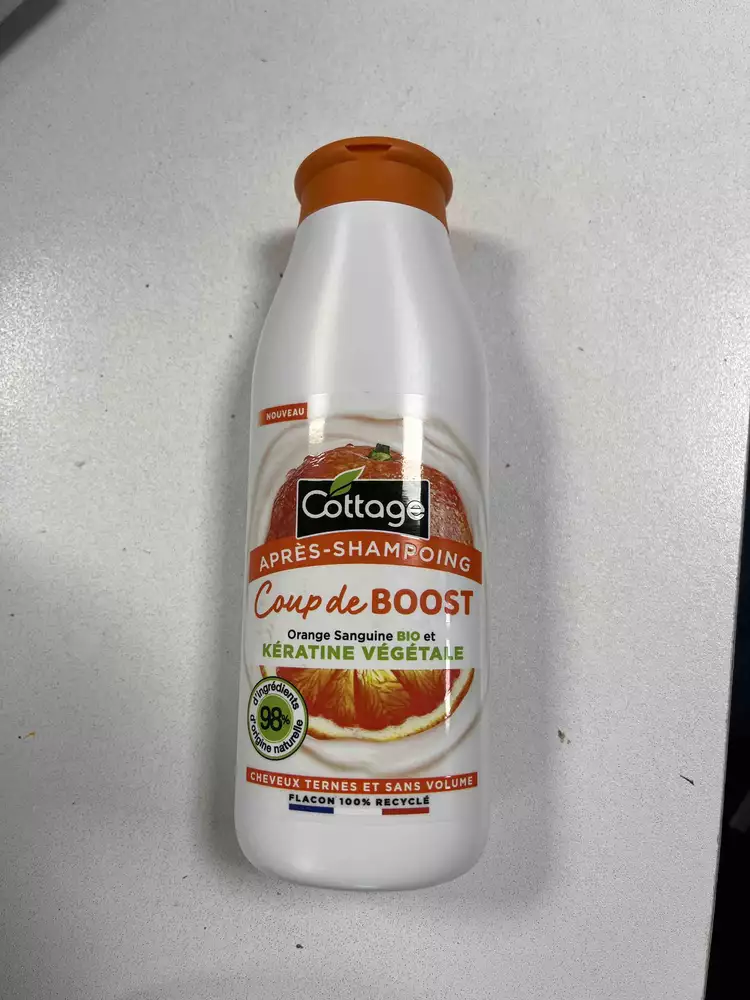 NOUVEAU
Cottage
APRÈS-SHAMPOING
Coup de BOOST
Orange Sanguine BIO et
KÉRATINE VÉGÉTALE
d'ingrédients
98%
d'origine naturelle
CHEVEUX TERNES ET SANS VOLUME
FLACON 100% RECYCLÉ